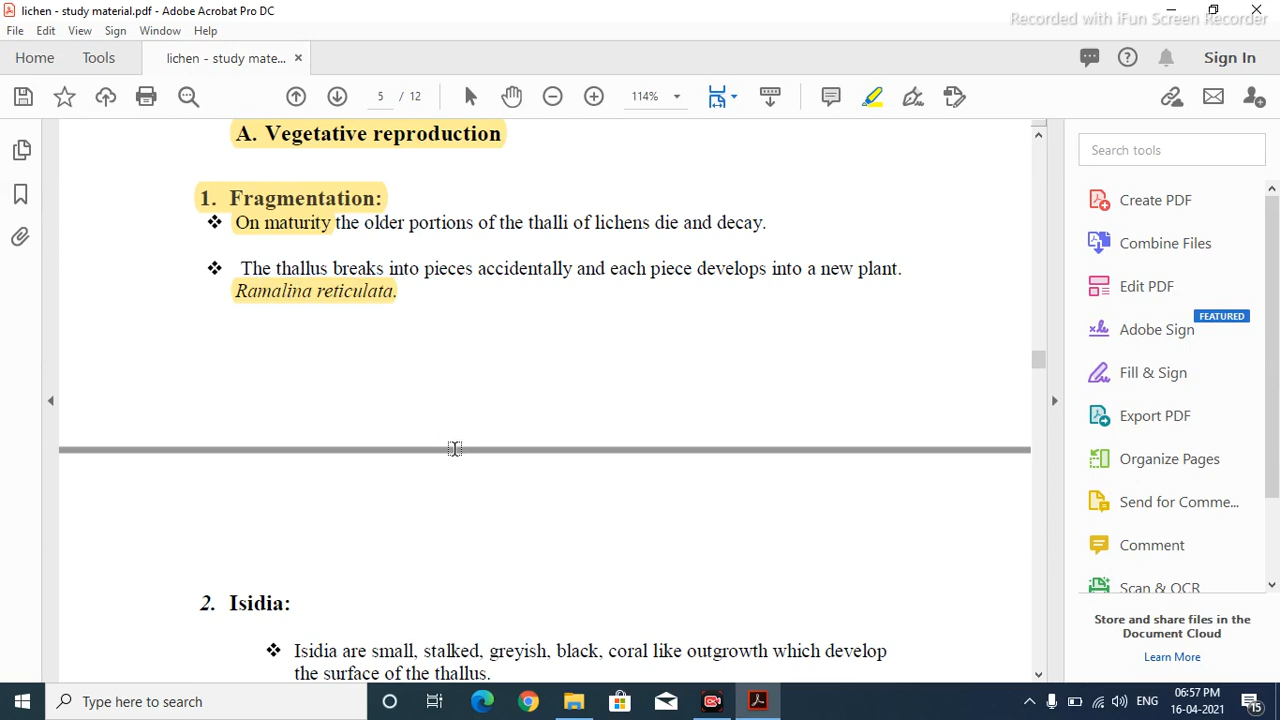 lichen - study material.pdf - Adobe Acrobat Pro DC
Recorded with iFun Screen Recorder
File Edit View Sign Window Help
Home Tools lichen - study mate... × Sign In
5 / 12 114%
A. Vegetative reproduction
1. Fragmentation:
❖ On maturity the older portions of the thalli of lichens die and decay.
❖ The thallus breaks into pieces accidentally and each piece develops into a new plant.
Ramalina reticulata.
2. Isidia:
❖ Isidia are small, stalked, greyish, black, coral like outgrowth which develop
the surface of the thallus.
Search tools
Create PDF
Combine Files
Edit PDF
FEATURED
Adobe Sign
Fill & Sign
Export PDF
Organize Pages
Send for Comme...
Comment
Scan & OCR
Store and share files in the
Document Cloud
Learn More
Type here to search
ENG
06:57 PM
16-04-2021
15